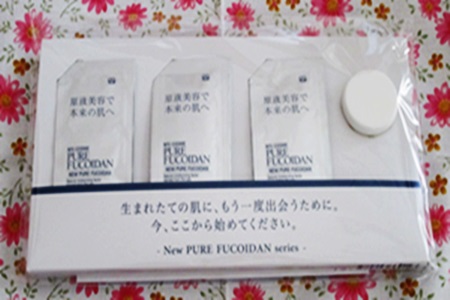 原液美容で
本来の肌へ
PURE
FUCOIDAN
NEW PURE FUCOIDAN
原液美容で
本来の肌へ
PURE
FUCOIDAN
NEW PURE FUCOIDAN
原液美容で
本来の肌へ
PURE
FUCOIDAN
NEW PURE FUCOIDAN
生まれたての肌に、もう一度出会うために。
今、ここから始めてください。
- New PURE FUCOIDAN series -